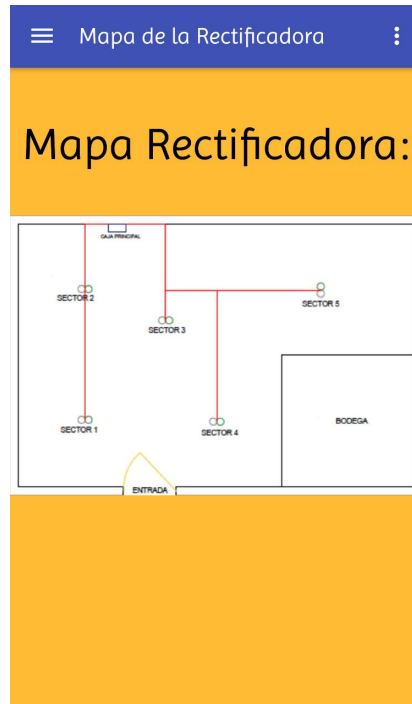 Mapa de la Rectificadora
Mapa Rectificadora:
CAJA PRINCIPAL
SECTOR 2
SECTOR 5
SECTOR 3
SECTOR 1
SECTOR 4
BODEGA
ENTRADA